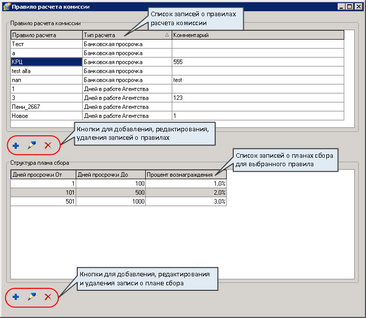 Правило расчета комиссии
Список записей о правилах
расчета комиссии
Правило расчета комиссии
Правило расчета Тип расчета Комментарий
Тест Банковская просрочка
а Банковская просрочка
КРЦ Банковская просрочка 555
test alfa Банковская просрочка
пап Банковская просрочка test
1 Дней в работе Агентства
3 Дней в работе Агентства 123
Пени_2667 Дней в работе Агентства
Новое Дней в работе Агентства 1
Кнопки для добавления, редактирования,
удаления записей о правилах
Список записей о планах сбора
для выбранного правила
Структура плана сбора
Дней просрочки От Дней просрочки До Процент вознаграждения
1 100 1,0%
101 500 2,0%
501 1000 3,0%
Кнопки для добавления, редактирования
и удаления записи о плане сбора